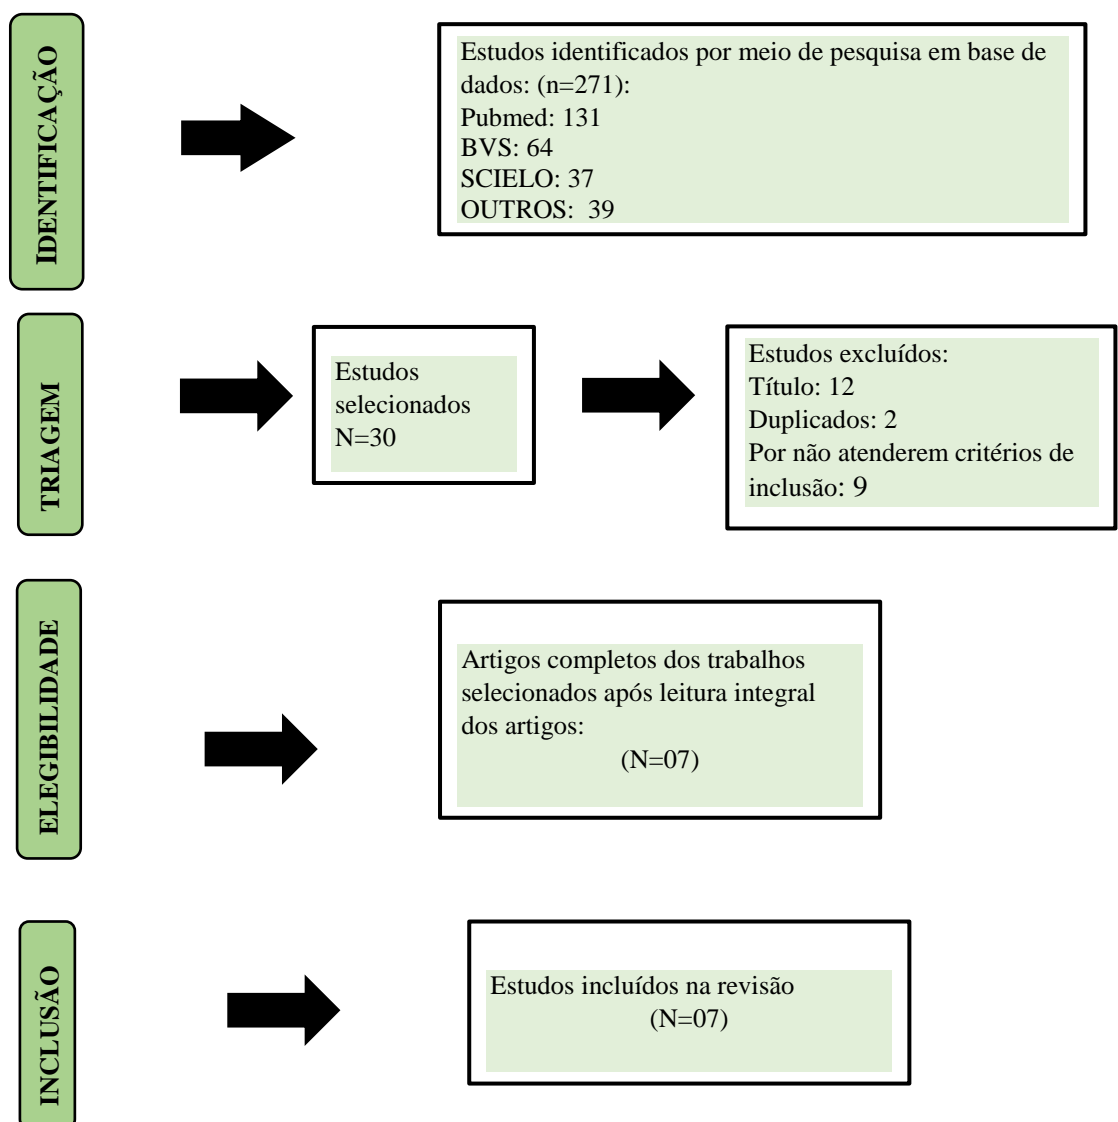 IDENTIFICAÇÃO
Estudos identificados por meio de pesquisa em base de
dados: (n=271):
Pubmed: 131
BVS: 64
SCIELO: 37
OUTROS: 39
TRIAGEM
Estudos
selecionados
N=30
Estudos excluídos:
Título: 12
Duplicados: 2
Por não atenderem critérios de
inclusão: 9
ELEGIBILIDADE
Artigos completos dos trabalhos
selecionados após leitura integral
dos artigos:
(N=07)
INCLUSÃO
Estudos incluídos na revisão
(N=07)